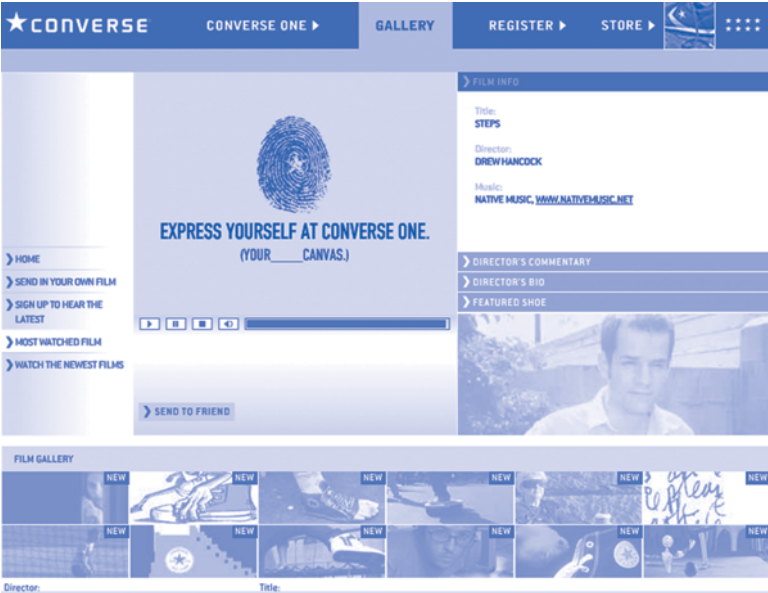 CONVERSE
CONVERSE ONE
GALLERY
REGISTER
STORE
FILM INFO
Title:
STEPS
Director:
DREW HANCOCK
Music:
NATIVE MUSIC, WWW.NATIVEMUSIC.NET
EXPRESS YOURSELF AT CONVERSE ONE.
(YOUR_____CANVAS.)
HOME
SEND IN YOUR OWN FILM
SIGN UP TO HEAR THE
LATEST
MOST WATCHED FILM
WATCH THE NEWEST FILMS
DIRECTOR'S COMMENTARY
DIRECTOR'S BIO
FEATURED SHOE
SEND TO FRIEND
FILM GALLERY
NEW
NEW
NEW
NEW
NEW
NEW
NEW
NEW
NEW
NEW
NEW
NEW
Director:
Title: